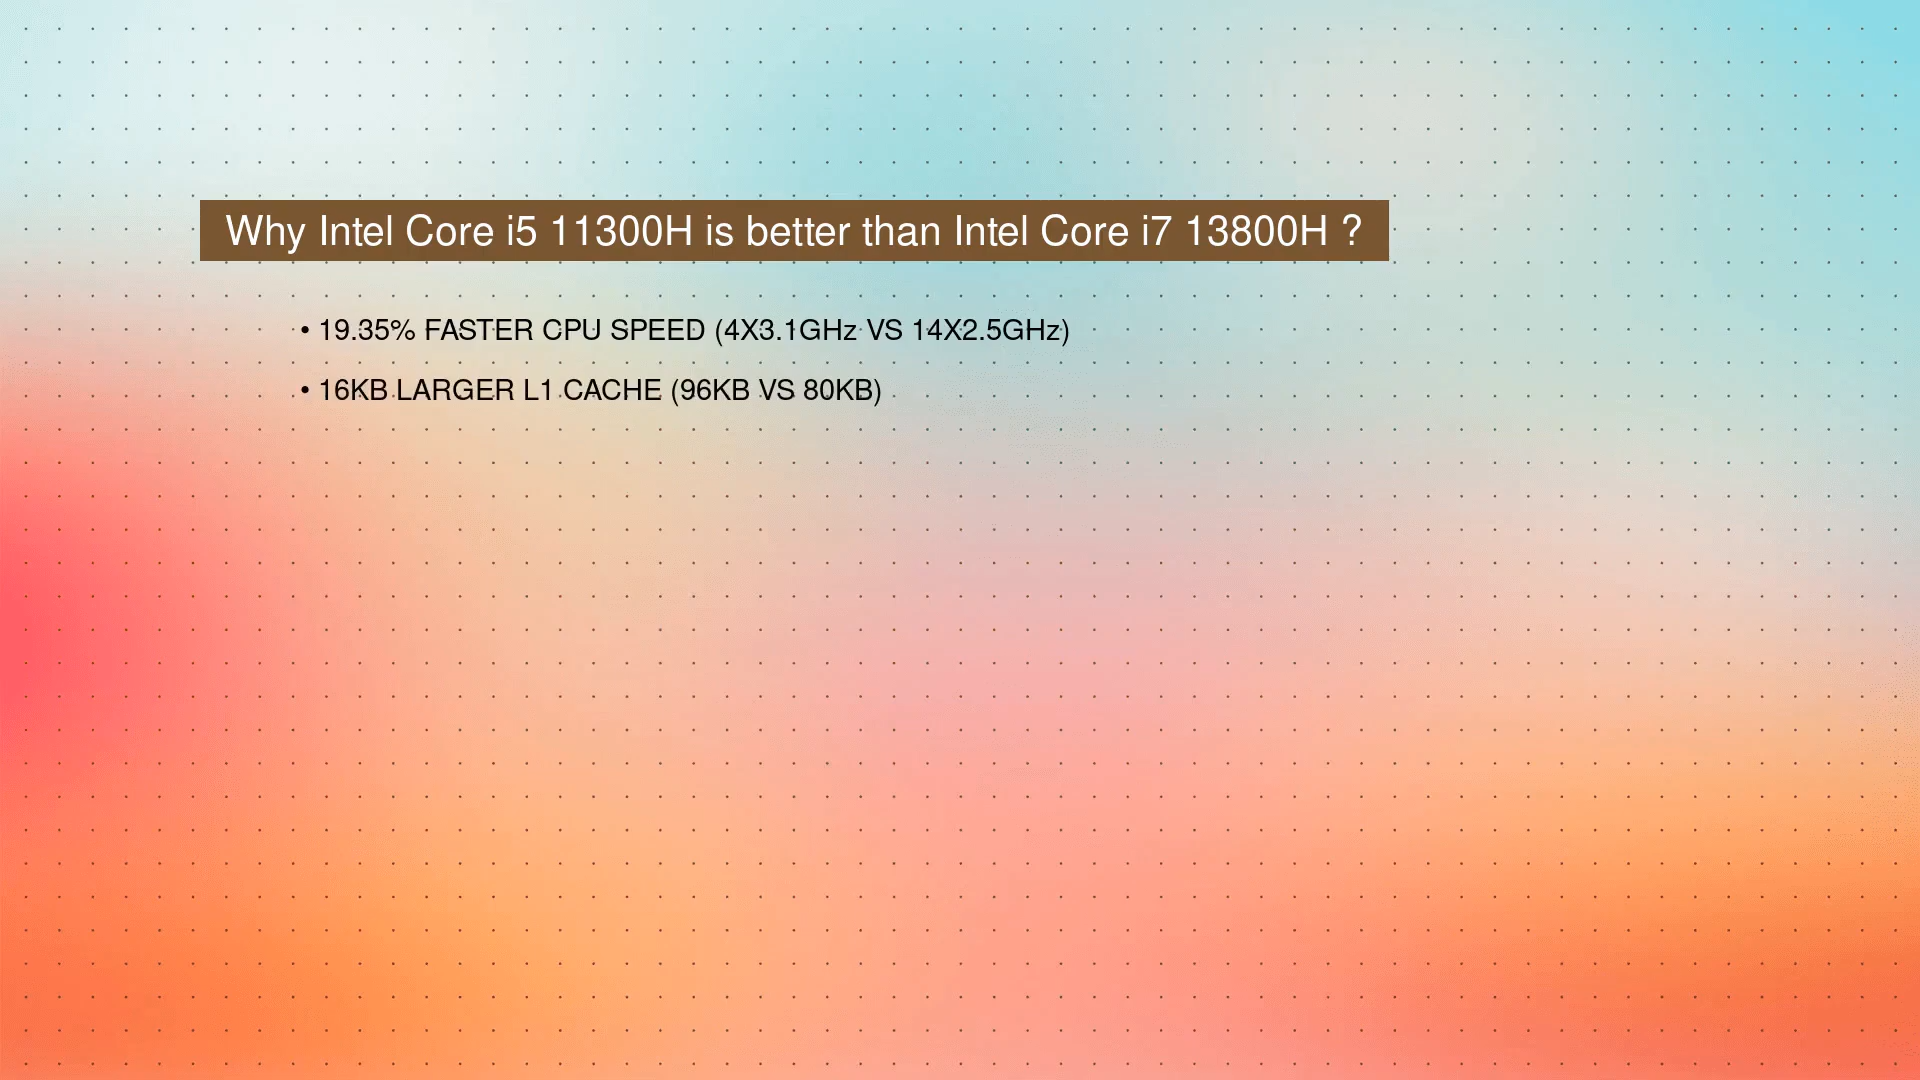 Why Intel Core i5 11300H is better than Intel Core i7 13800H ?
• 19.35% FASTER CPU SPEED (4X3.1GHz VS 14X2.5GHz)
• 16KB LARGER L1 CACHE (96KB VS 80KB)